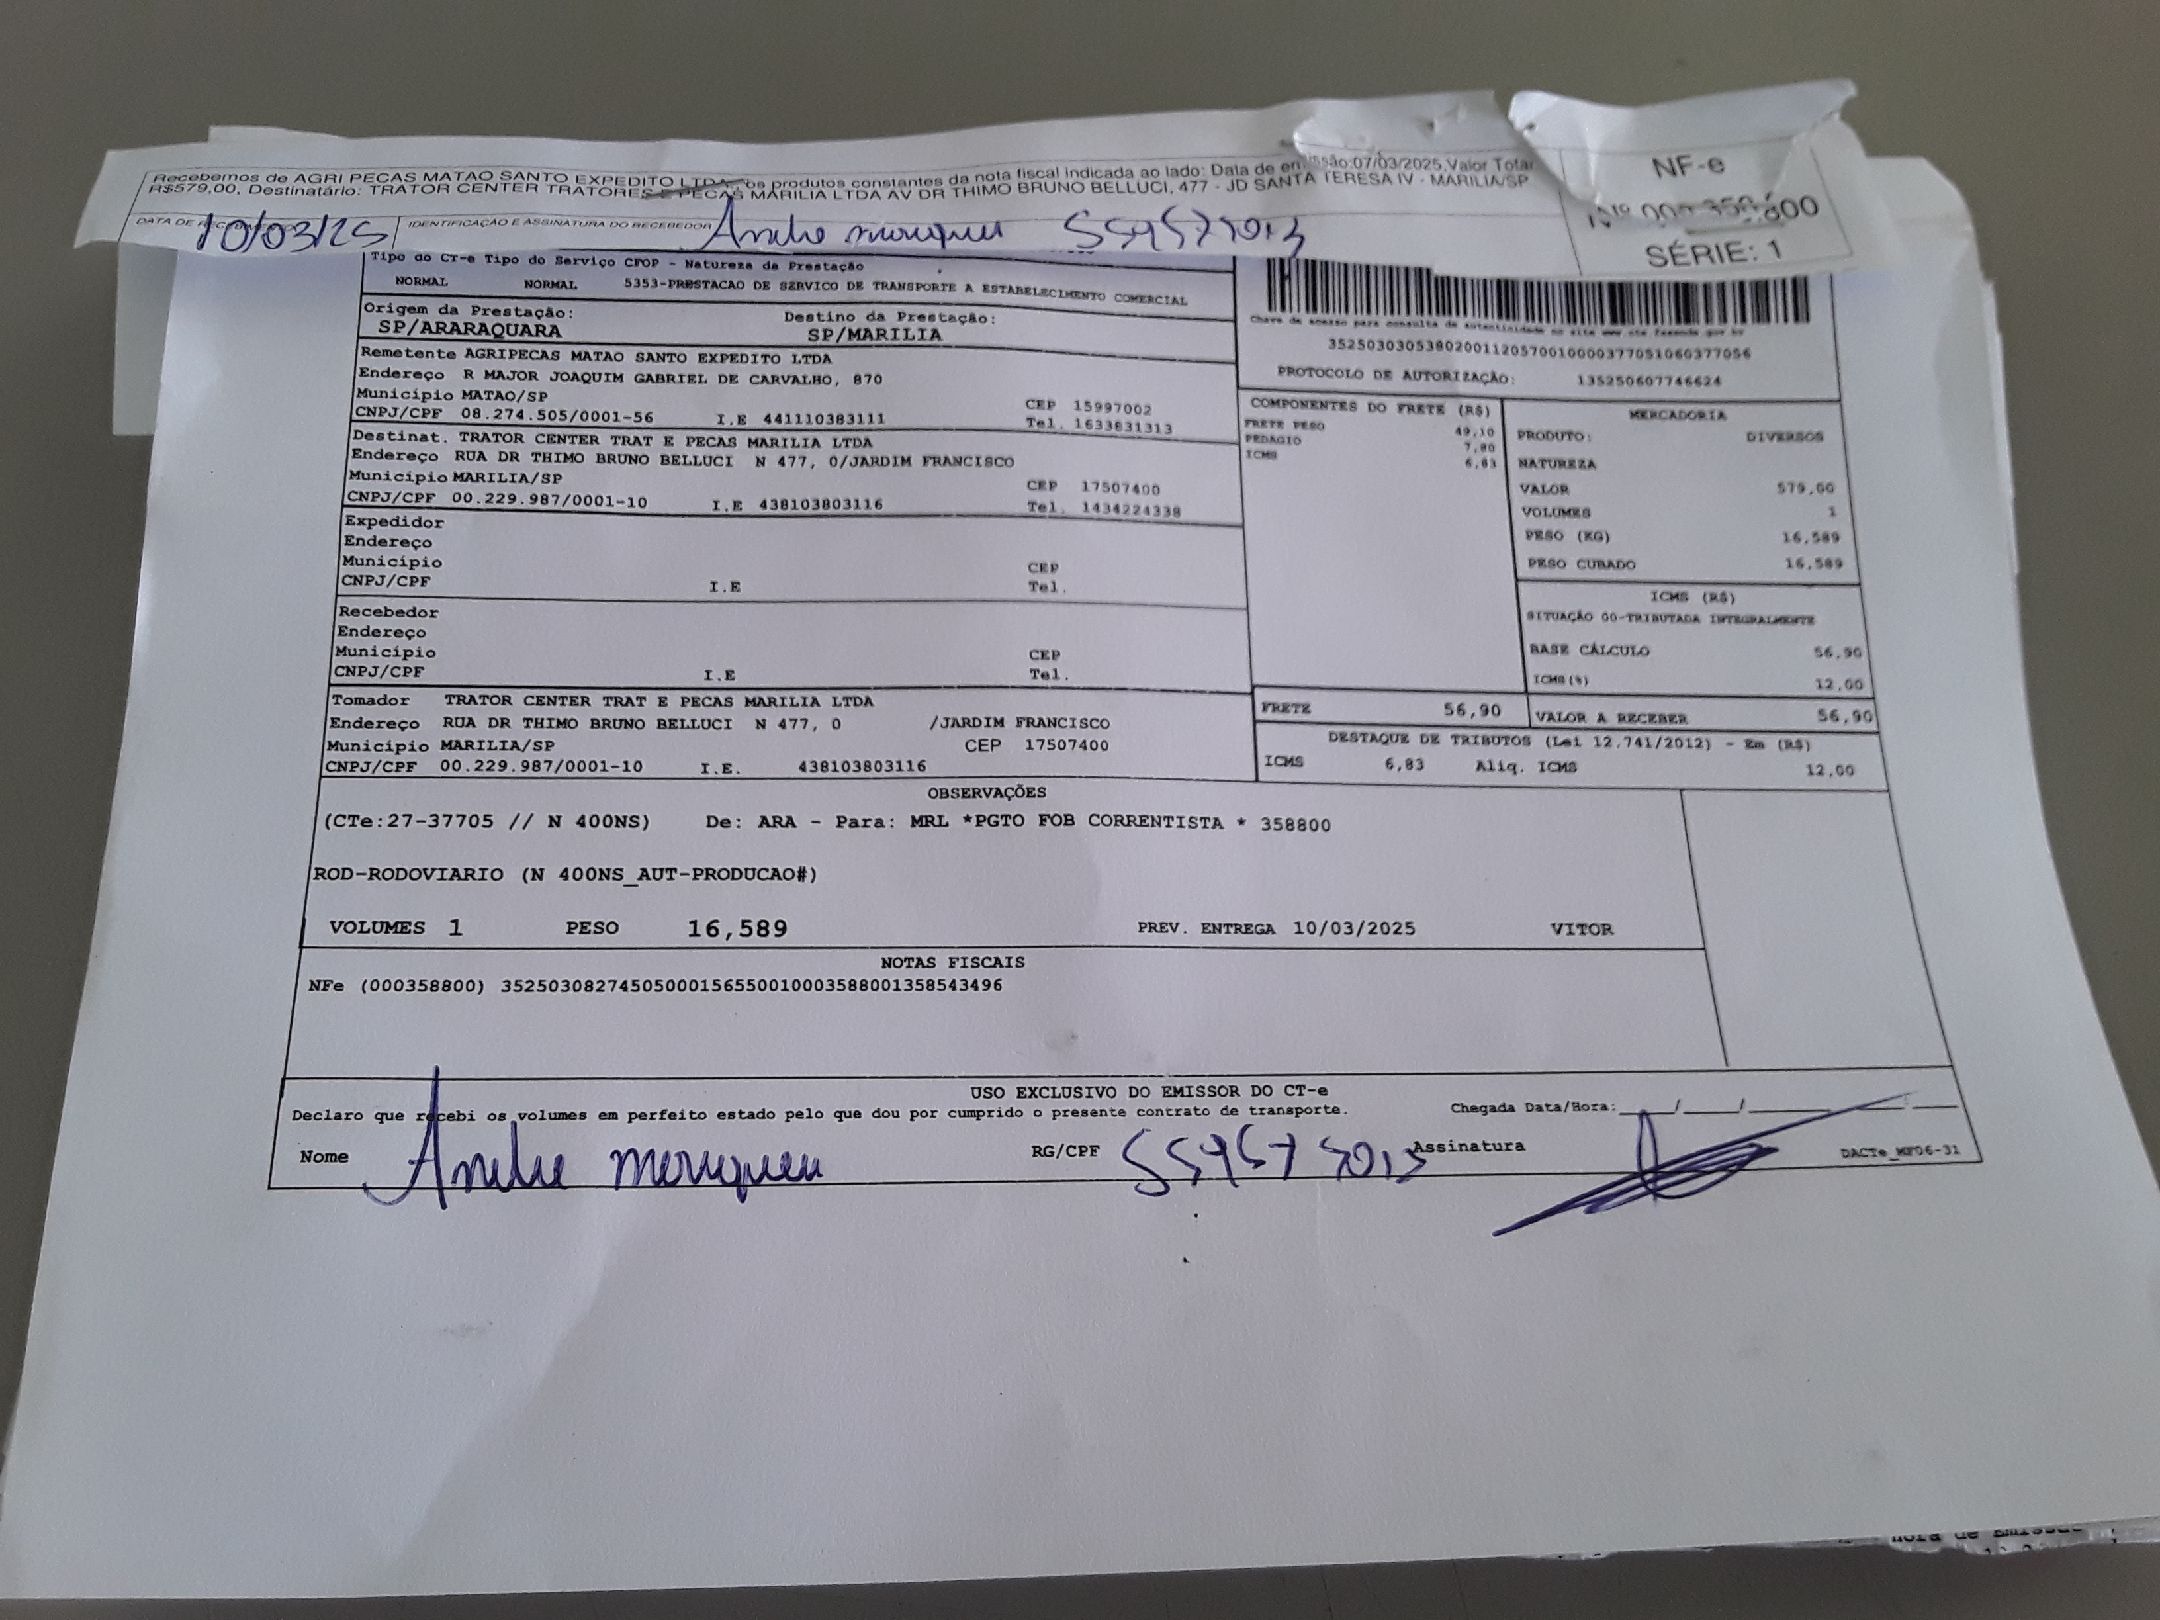 Recebemos de AGRI PECAS MATAO SANTO EXPEDITO LTDA os produtos constantes da nota fiscal indicada ao lado: Data de emissão:07/03/2025,Valor Total
R$579,00, Destinatário: TRATOR CENTER TRATORES E PECAS MARILIA LTDA AV DR THIMO BRUNO BELLUCI, 477 - JD SANTA TERESA IV - MARILIA/SP
DATA DE IDENTIFICAÇÃO E ASSINATURA DO RECEBEDOR
10/03/25
NF-e
SÉRIE: 1
Tipo do CT-e Tipo do Serviço CFOP - Natureza da Prestação
NORMAL NORMAL 5353-PRESTACAO DE SERVICO DE TRANSPORTE A ESTABELECIMENTO COMERCIAL
Origem da Prestação: Destino da Prestação:
SP/ARARAQUARA SP/MARILIA
Remetente AGRIPECAS MATAO SANTO EXPEDITO LTDA
Endereço R MAJOR JOAQUIM GABRIEL DE CARVALHO, 870
Município MATAO/SP CEP 15997002
CNPJ/CPF 08.274.505/0001-56 I.E 441110383111 Tel. 1633831313
Destinat. TRATOR CENTER TRAT E PECAS MARILIA LTDA
Endereço RUA DR THIMO BRUNO BELLUCI N 477, 0/JARDIM FRANCISCO
Município MARILIA/SP CEP 17507400
CNPJ/CPF 00.229.987/0001-10 I.E 438103803116 Tel. 1434224338
Expedidor
Endereço
Município CEP
CNPJ/CPF I.E Tel.
Recebedor
Endereço
Município CEP
CNPJ/CPF I.E Tel.
Tomador TRATOR CENTER TRAT E PECAS MARILIA LTDA
Endereço RUA DR THIMO BRUNO BELLUCI N 477, 0 /JARDIM FRANCISCO
Município MARILIA/SP CEP 17507400
CNPJ/CPF 00.229.987/0001-10 I.E. 438103803116
Chave de acesso para consulta de autenticidade no site www.cte.fazenda.gov.br
35250303053802001120570010000377051060377056
PROTOCOLO DE AUTORIZAÇÃO: 135250607746624
COMPONENTES DO FRETE (R$)
FRETE PESO 49,10
PEDAGIO 7,80
ICMS 6,83
MERCADORIA
PRODUTO: DIVERSOS
NATUREZA
VALOR 579,00
VOLUMES 1
PESO (KG) 16,589
PESO CUBADO 16,589
ICMS (R$)
SITUAÇÃO 00-TRIBUTADA INTEGRALMENTE
BASE CÁLCULO 56,90
ICMS(%) 12,00
FRETE 56,90 VALOR A RECEBER 56,90
DESTAQUE DE TRIBUTOS (Lei 12.741/2012) - Em (R$)
ICMS 6,83 Aliq. ICMS 12,00
OBSERVAÇÕES
(CTe:27-37705 // N 400NS) De: ARA - Para: MRL *PGTO FOB CORRENTISTA * 358800
ROD-RODOVIARIO (N 400NS_AUT-PRODUCAO#)
VOLUMES 1 PESO 16,589 PREV. ENTREGA 10/03/2025 VITOR
NOTAS FISCAIS
NFe (000358800) 35250308274505000156550010003588001358543496
USO EXCLUSIVO DO EMISSOR DO CT-e
Declaro que recebi os volumes em perfeito estado pelo que dou por cumprido o presente contrato de transporte. Chegada Data/Hora: / /
Nome RG/CPF Assinatura DACTe_MF06-31